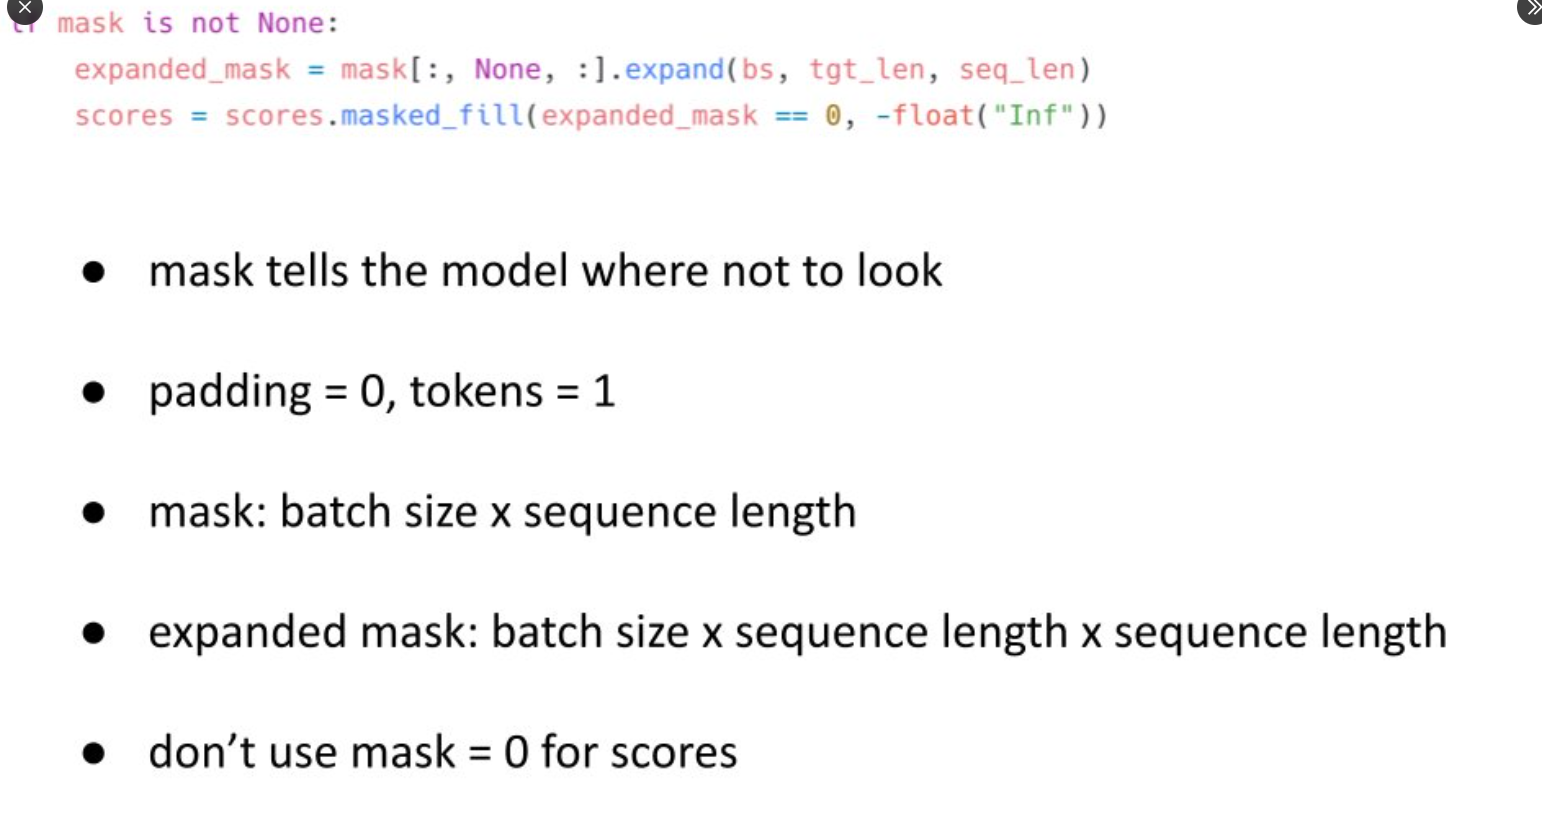 if mask is not None:
expanded_mask = mask[:, None, :].expand(bs, tgt_len, seq_len)
scores = scores.masked_fill(expanded_mask == 0, -float("Inf"))
● mask tells the model where not to look
● padding = 0, tokens = 1
● mask: batch size x sequence length
● expanded mask: batch size x sequence length x sequence length
● don’t use mask = 0 for scores